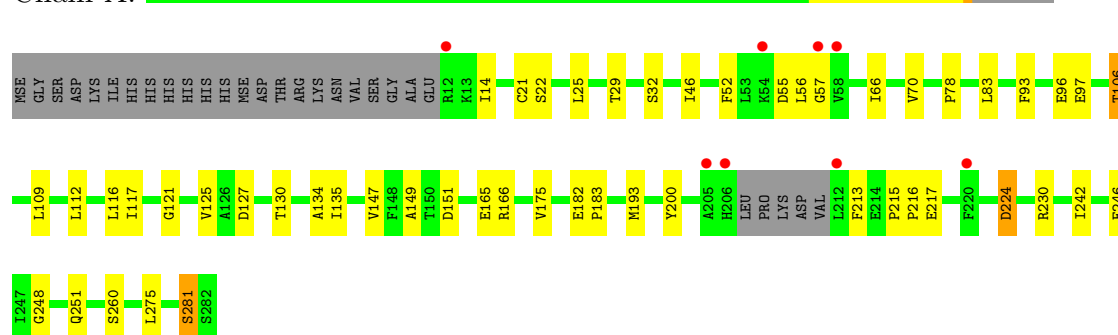 Chain A:
MSE GLY SER ASP LYS ILE HIS HIS HIS HIS HIS HIS MSE ASP THR ARG LYS ASN VAL SER GLY ALA GLU R12 K13 I14 C21 S22 L25 T29 S32 I46 F52 L53 K54 D55 L56 G57 V58 I66 V70 P78 L83 F93 E96 E97
L109 L112 L116 I117 G121 V125 A126 D127 T130 A134 I135 V147 F148 A149 T150 D151 E165 R166 V175 E182 P183 M193 Y200 A205 H206 LEU PRO LYS ASP VAL L212 F213 E214 P215 P216 E217 F220 D224 R230 I242
I247 G248 Q251 S260 L275 S281 S282